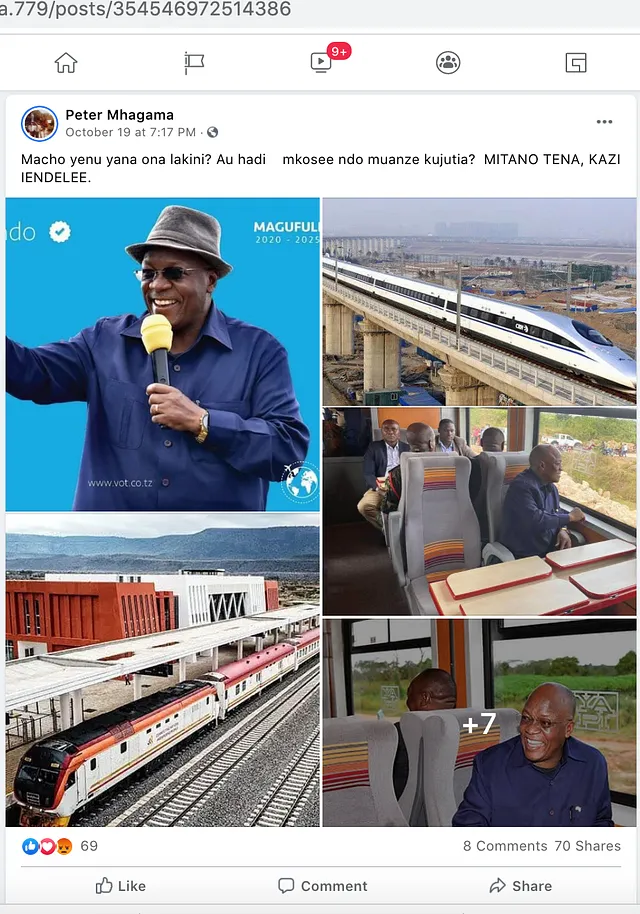 a.779/posts/354546972514386
9+
Peter Mhagama
October 19 at 7:17 PM ·
Macho yenu yana ona lakini? Au hadi mkosee ndo muanze kujutia? MITANO TENA, KAZI
IENDELEE.
do
MAGUFULI
2020 - 2025
www.vot.co.tz
+7
69
8 Comments 70 Shares
Like
Comment
Share